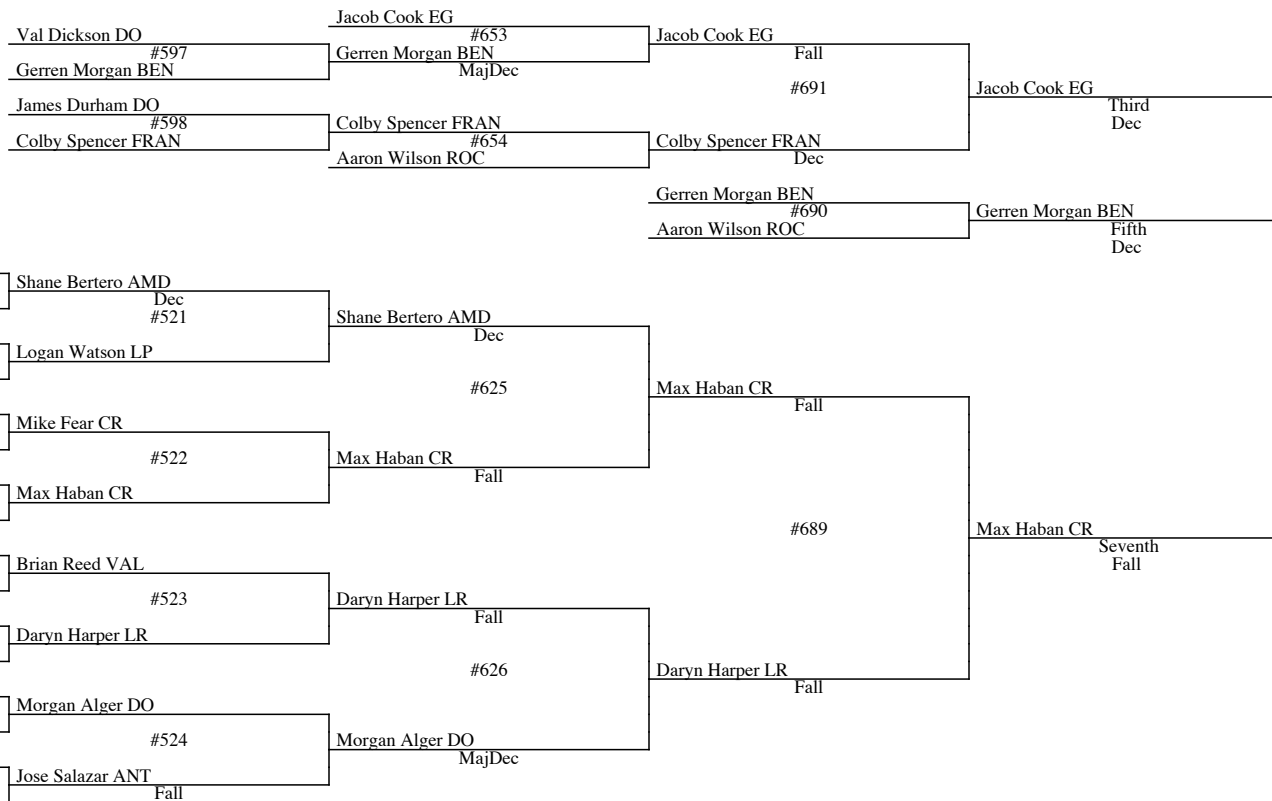 Jacob Cook EG
Val Dickson DO
#653
Jacob Cook EG
#597
Gerren Morgan BEN
Fall
Gerren Morgan BEN
MajDec
#691
Jacob Cook EG
James Durham DO
Third
#598
Colby Spencer FRAN
Dec
Colby Spencer FRAN
#654
Colby Spencer FRAN
Aaron Wilson ROC
Dec
Gerren Morgan BEN
#690
Gerren Morgan BEN
Aaron Wilson ROC
Fifth
Dec
Shane Bertero AMD
Dec
#521
Shane Bertero AMD
Dec
Logan Watson LP
#625
Max Haban CR
Fall
Mike Fear CR
#522
Max Haban CR
Fall
Max Haban CR
#689
Max Haban CR
Seventh
Fall
Brian Reed VAL
#523
Daryn Harper LR
Fall
Daryn Harper LR
#626
Daryn Harper LR
Fall
Morgan Alger DO
#524
Morgan Alger DO
MajDec
Jose Salazar ANT
Fall